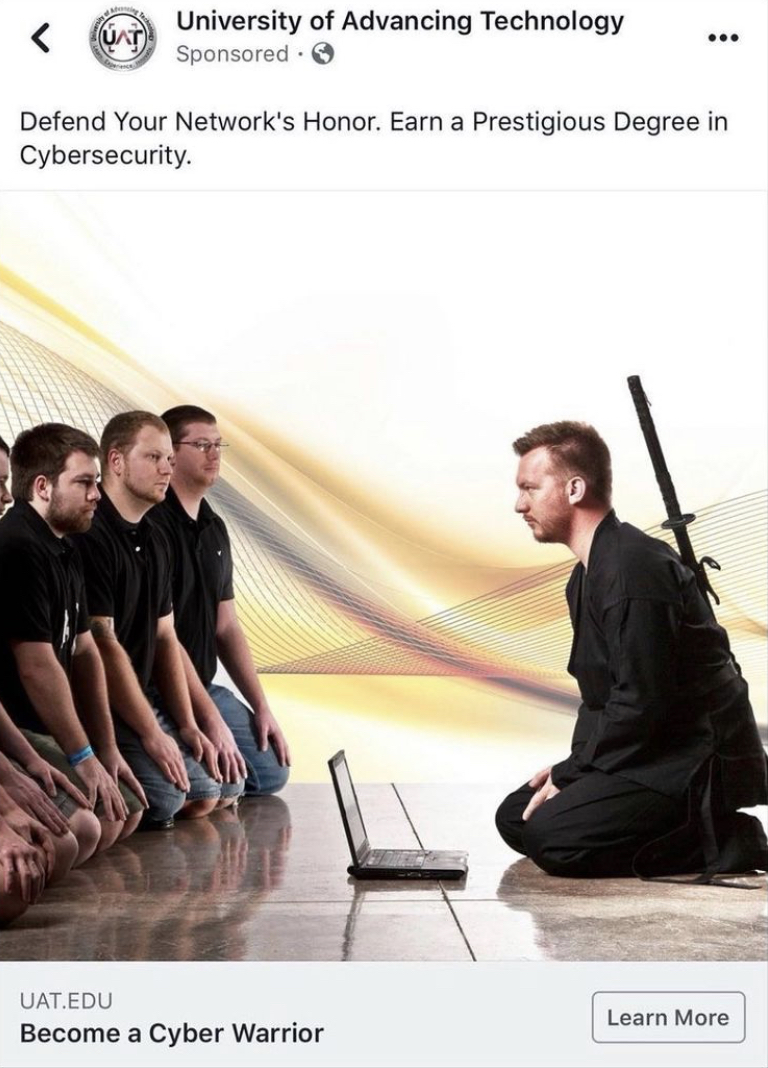 University of Advancing Technology
UAT
Sponsored ·
Defend Your Network's Honor. Earn a Prestigious Degree in
Cybersecurity.
UAT.EDU
Become a Cyber Warrior
Learn More